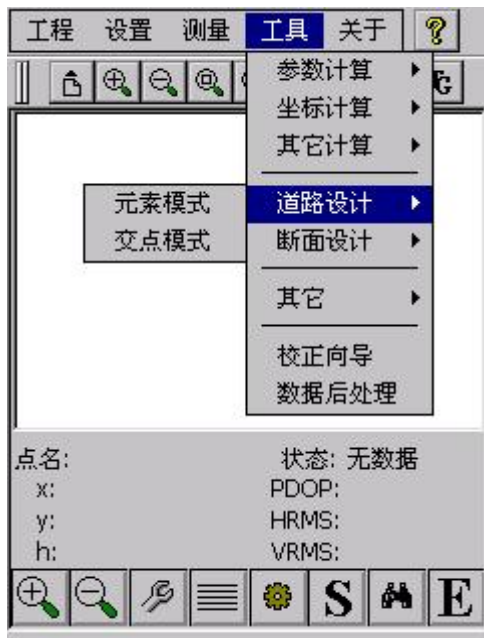 工程 设置 测量 工具 关于
参数计算
坐标计算
其它计算
元素模式 道路设计
交点模式 断面设计
其它
校正向导
数据后处理
点名: 状态: 无数据
x: PDOP:
y: HRMS:
h: VRMS:
S E